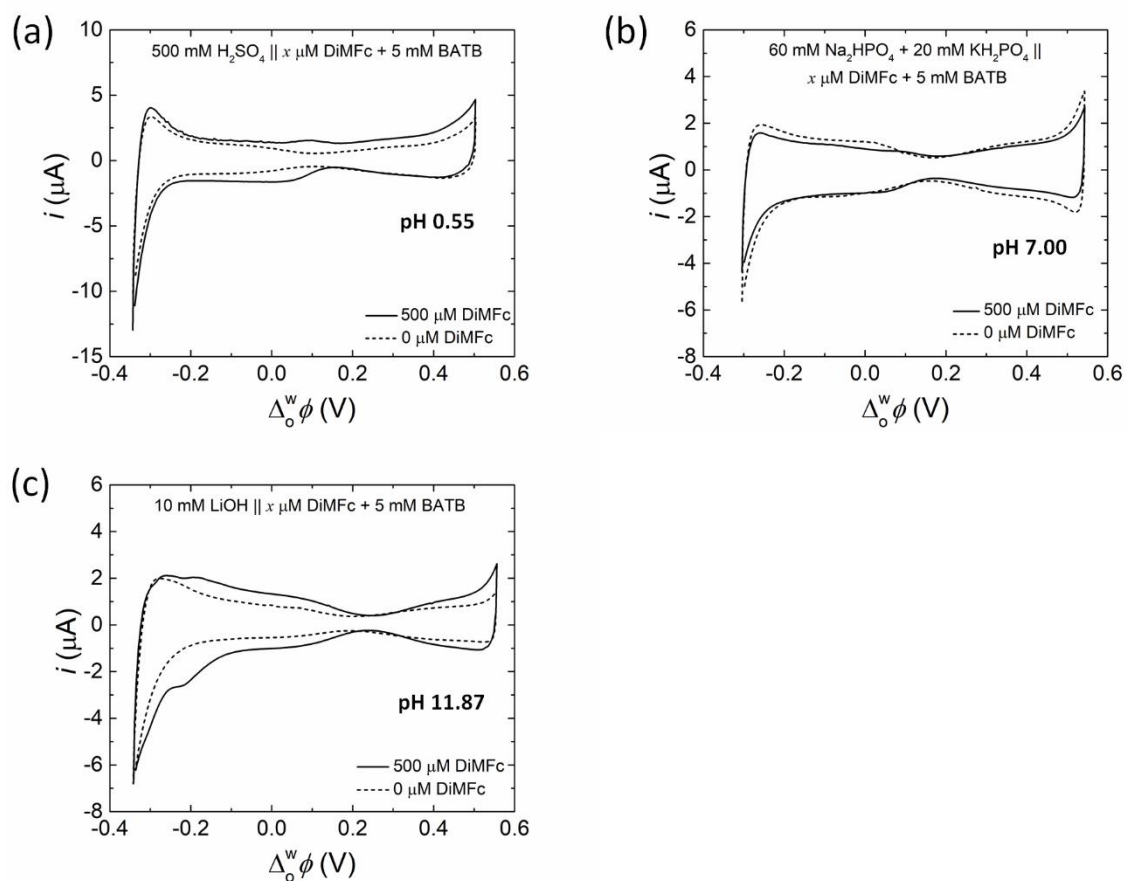 (a)
500 mM H₂SO₄ || x μM DiMFc + 5 mM BATB
10
5
0
-5
-10
-15
i (μA)
pH 0.55
500 μM DiMFc
0 μM DiMFc
-0.4 -0.2 0.0 0.2 0.4 0.6
Δ₀ʷϕ (V)
(b)
60 mM Na₂HPO₄ + 20 mM KH₂PO₄ ||
x μM DiMFc + 5 mM BATB
6
4
2
0
-2
-4
-6
-8
i (μA)
pH 7.00
500 μM DiMFc
0 μM DiMFc
-0.4 -0.2 0.0 0.2 0.4 0.6
Δ₀ʷϕ (V)
(c)
10 mM LiOH || x μM DiMFc + 5 mM BATB
6
4
2
0
-2
-4
-6
-8
i (μA)
pH 11.87
500 μM DiMFc
0 μM DiMFc
-0.4 -0.2 0.0 0.2 0.4 0.6
Δ₀ʷϕ (V)